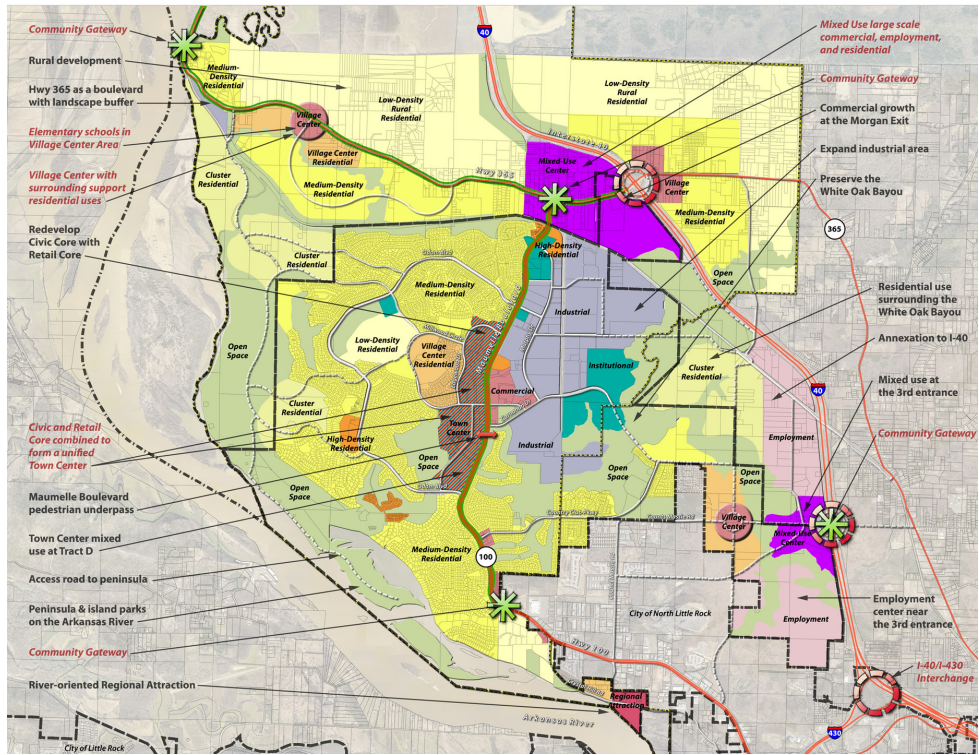 Community Gateway
Rural development
Hwy 365 as a boulevard
with landscape buffer
Elementary schools in
Village Center Area
Village Center with
surrounding support
residential uses
Redevelop
Civic Core with
Retail Core
Civic and Retail
Core combined to
form a unified
Town Center
Maumelle Boulevard
pedestrian underpass
Town Center mixed
use at Tract D
Access road to peninsula
Peninsula & island parks
on the Arkansas River
Community Gateway
River-oriented Regional Attraction
City of Little Rock
Medium-
Density
Residential
Low-Density
Rural
Residential
Village
Center
Village Center
Residential
Cluster
Residential
Medium-Density
Residential
Hwy 365
40
Interstate 40
Low-Density
Rural
Residential
Mixed-Use
Center
Village
Center
Medium-Density
Residential
365
High-Density
Residential
Open
Space
Cluster
Residential
Odom Blvd
Medium-Density
Residential
Maumelle Boulevard
Industrial
Low-Density
Residential
Village
Center
Residential
Open
Space
Institutional
Cluster
Residential
Commercial
40
Cluster
Residential
Town
Center
High-Density
Residential
Open
Space
Industrial
Employment
Open
Space
Open
Space
Odom Blvd
Open
Space
Country Club Pkwy
Village
Center
Mixed-Use
Center
Medium-Density
Residential
100
City of North Little Rock
Employment
Hwy 100
Regional
Attraction
Arkansas River
430
Mixed Use large scale
commercial, employment,
and residential
Community Gateway
Commercial growth
at the Morgan Exit
Expand industrial area
Preserve the
White Oak Bayou
Residential use
surrounding the
White Oak Bayou
Annexation to I-40
Mixed use at
the 3rd entrance
Community Gateway
Employment
center near
the 3rd entrance
I-40/I-430
Interchange